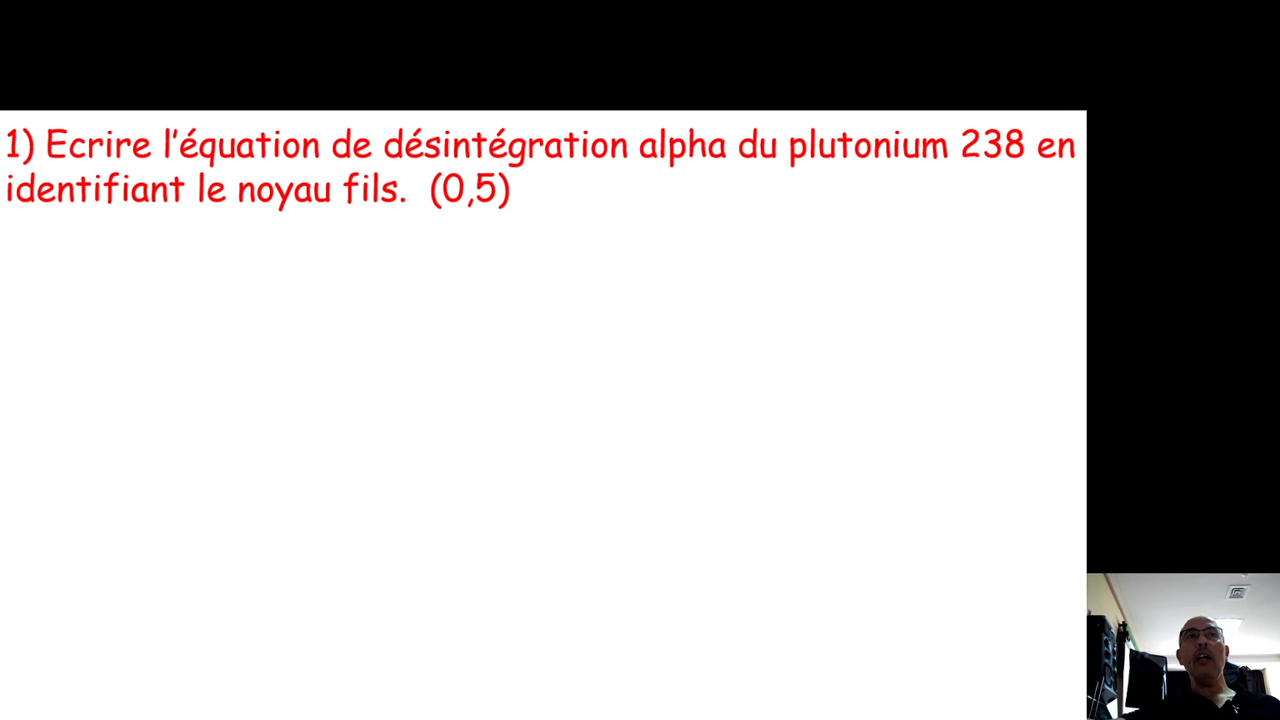 1) Ecrire l’équation de désintégration alpha du plutonium 238 en
identifiant le noyau fils. (0,5)